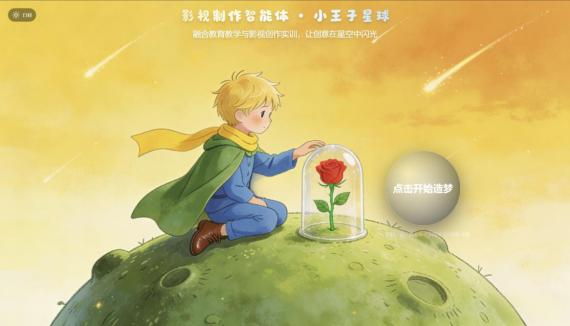 日间
影视制作智能体 · 小王子星球
融合教育教学与影视创作实训，让创意在星空中闪光
点击开始造梦